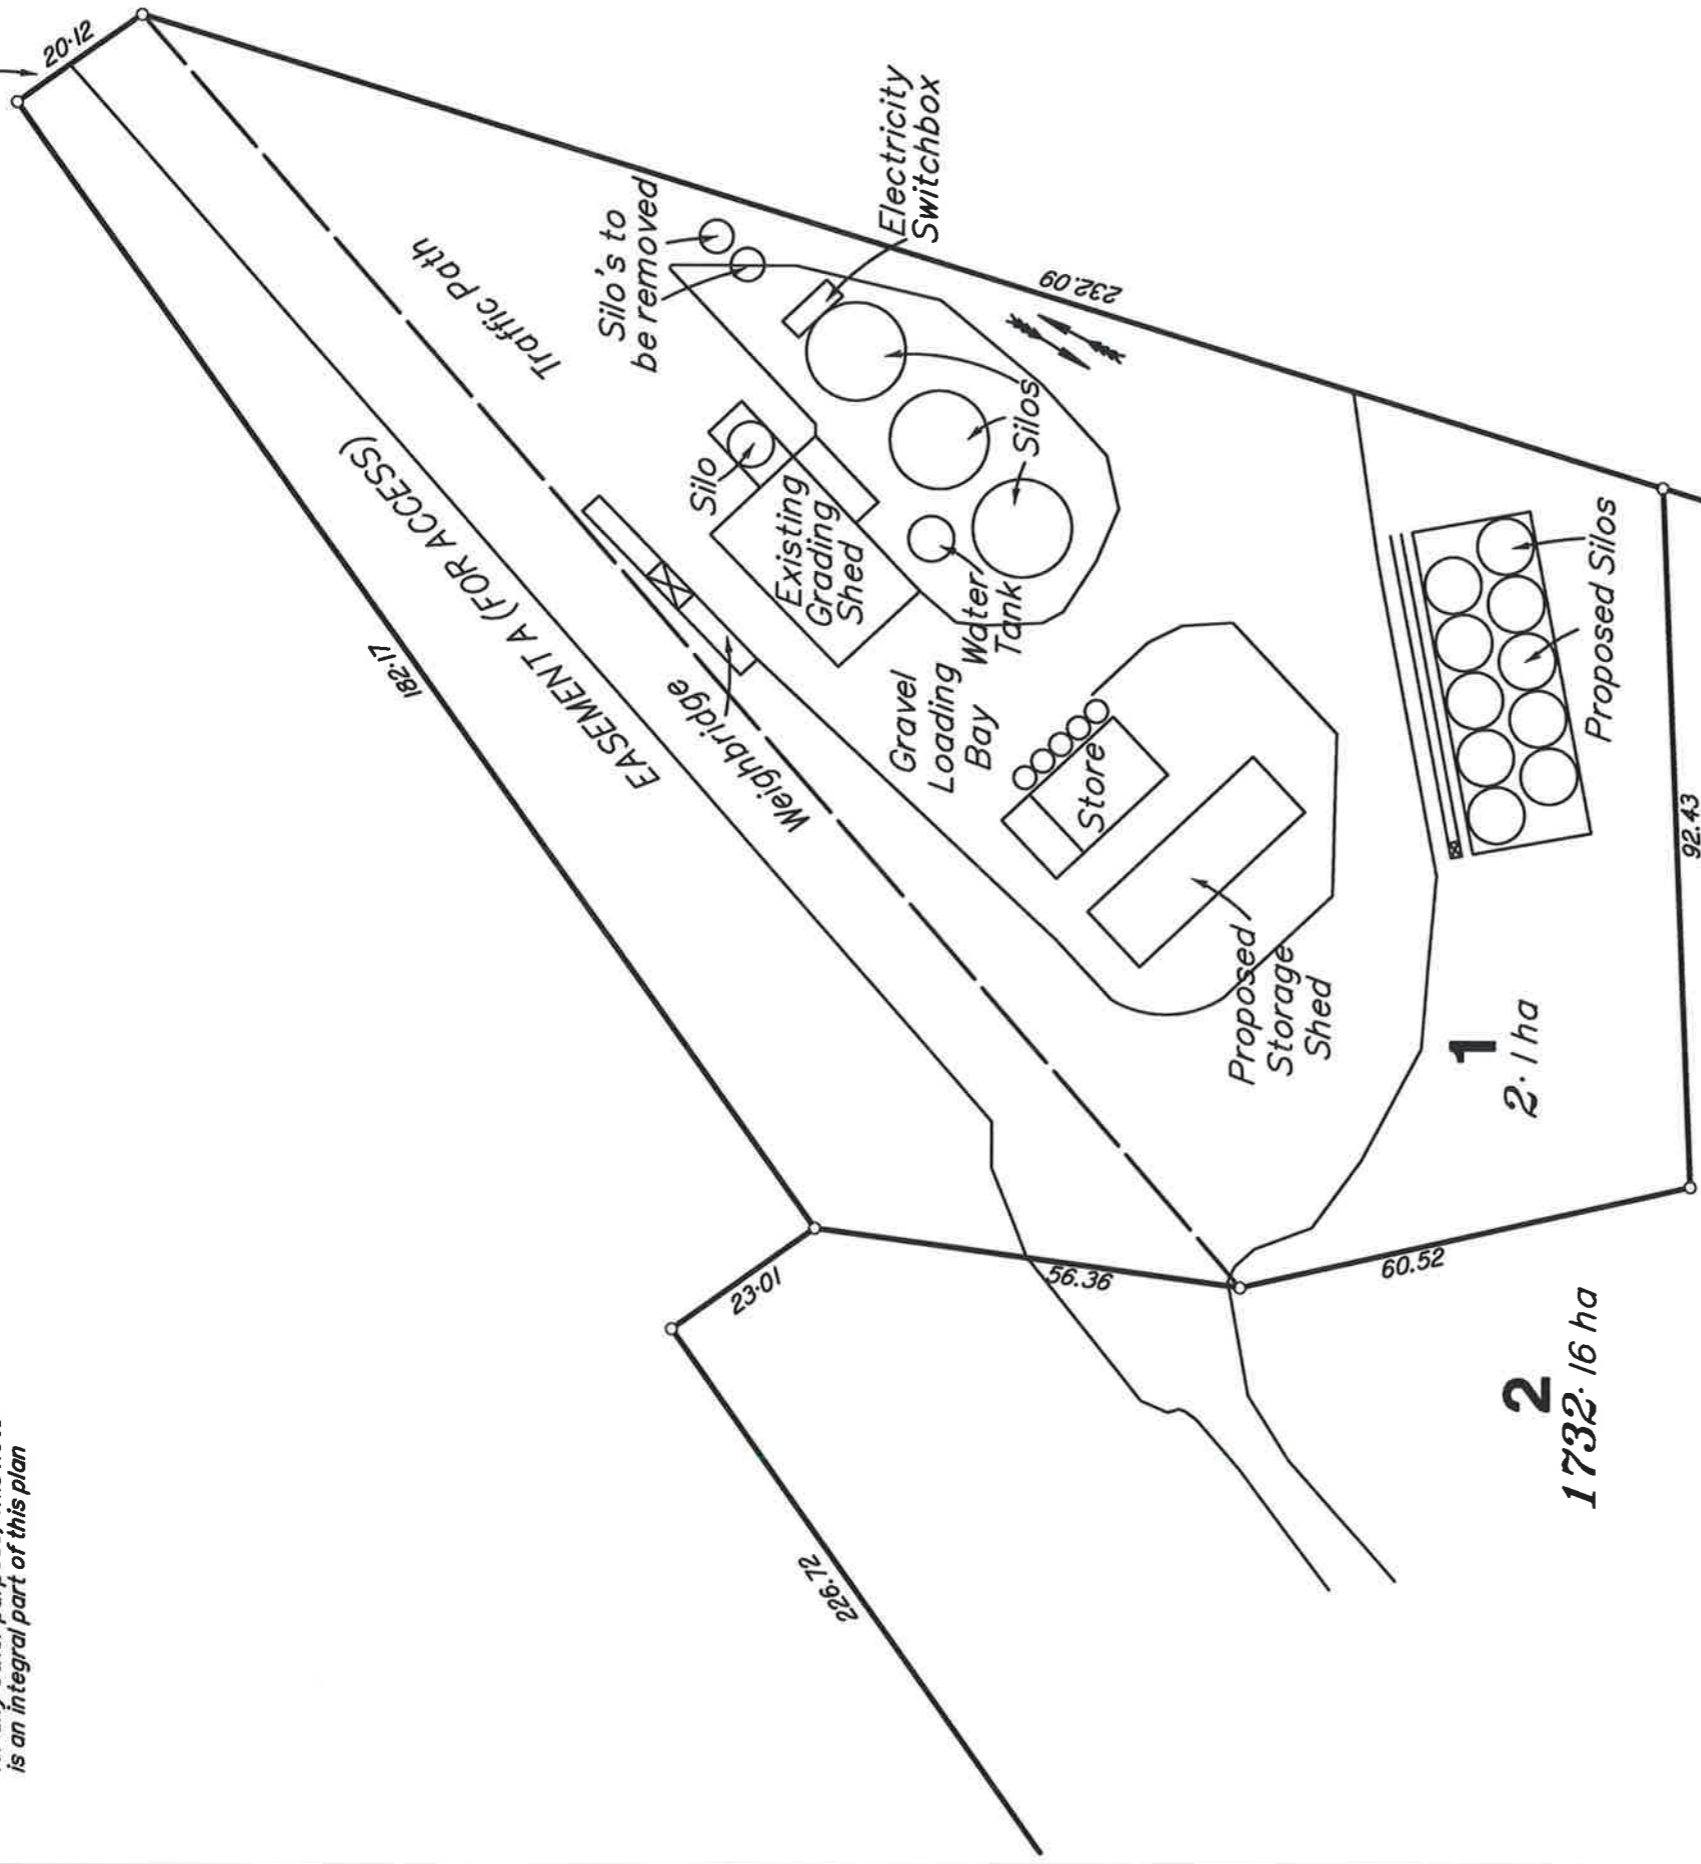 is an integral part of this plan
20·12
182·17
EASEMENT A (FOR ACCESS)
Traffic Path
Silo's to
be removed
Electricity
Switchbox
232.09
Silo
Existing
Grading
Shed
Silos
Water
Tank
Weighbridge
Gravel
Loading
Bay
Store
Proposed
Storage
Shed
Proposed Silos
92.43
1
2·1 ha
60.52
56.36
23·01
226.72
2
1732·16 ha